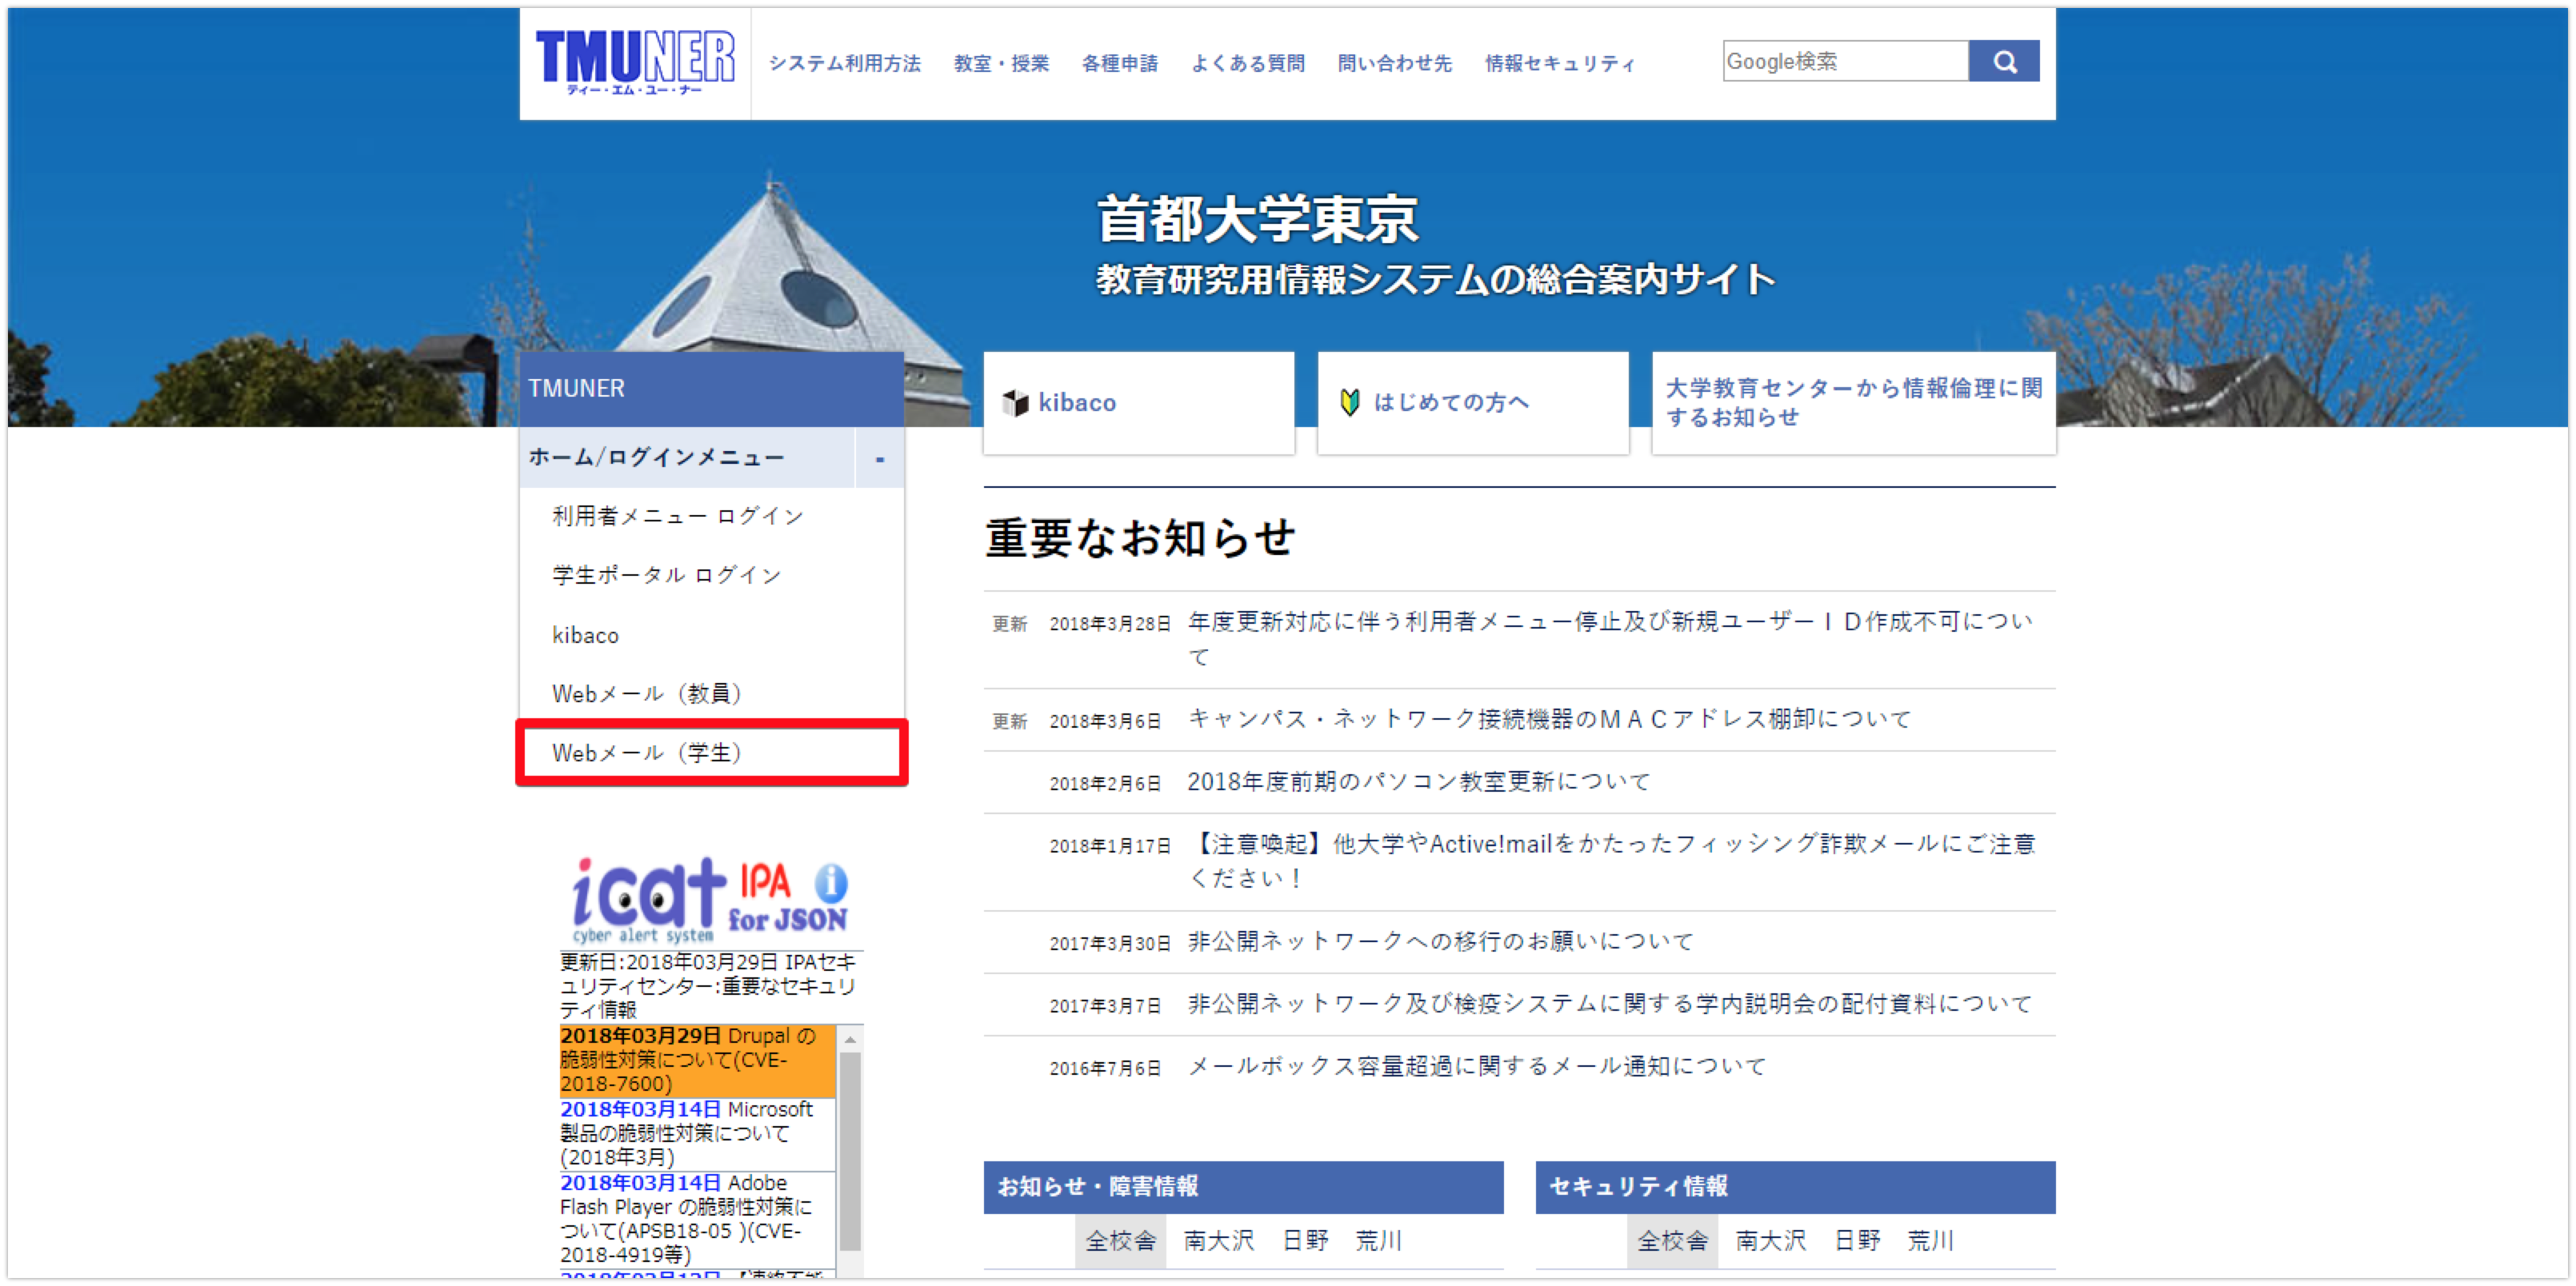 TMUNER
ティー・エム・ユー・ナー
システム利用方法 教室・授業 各種申請 よくある質問 問い合わせ先 情報セキュリティ
Google検索
首都大学東京
教育研究用情報システムの総合案内サイト
TMUNER
ホーム/ログインメニュー -
利用者メニュー ログイン
学生ポータル ログイン
kibaco
Webメール（教員）
Webメール（学生）
icat IPA
for JSON
cyber alert system
更新日:2018年03月29日 IPAセキ
ュリティセンター:重要なセキュリ
ティ情報
2018年03月29日 Drupal の
脆弱性対策について(CVE-
2018-7600)
2018年03月14日 Microsoft
製品の脆弱性対策について
(2018年3月)
2018年03月14日 Adobe
Flash Player の脆弱性対策に
ついて(APSB18-05 )(CVE-
2018-4919等)
kibaco
はじめての方へ
大学教育センターから情報倫理に関
するお知らせ
重要なお知らせ
更新 2018年3月28日 年度更新対応に伴う利用者メニュー停止及び新規ユーザーＩＤ作成不可につい
て
更新 2018年3月6日 キャンパス・ネットワーク接続機器のＭＡＣアドレス棚卸について
2018年2月6日 2018年度前期のパソコン教室更新について
2018年1月17日 【注意喚起】他大学やActive!mailをかたったフィッシング詐欺メールにご注意
ください！
2017年3月30日 非公開ネットワークへの移行のお願いについて
2017年3月7日 非公開ネットワーク及び検疫システムに関する学内説明会の配付資料について
2016年7月6日 メールボックス容量超過に関するメール通知について
お知らせ・障害情報
全校舎 南大沢 日野 荒川
セキュリティ情報
全校舎 南大沢 日野 荒川